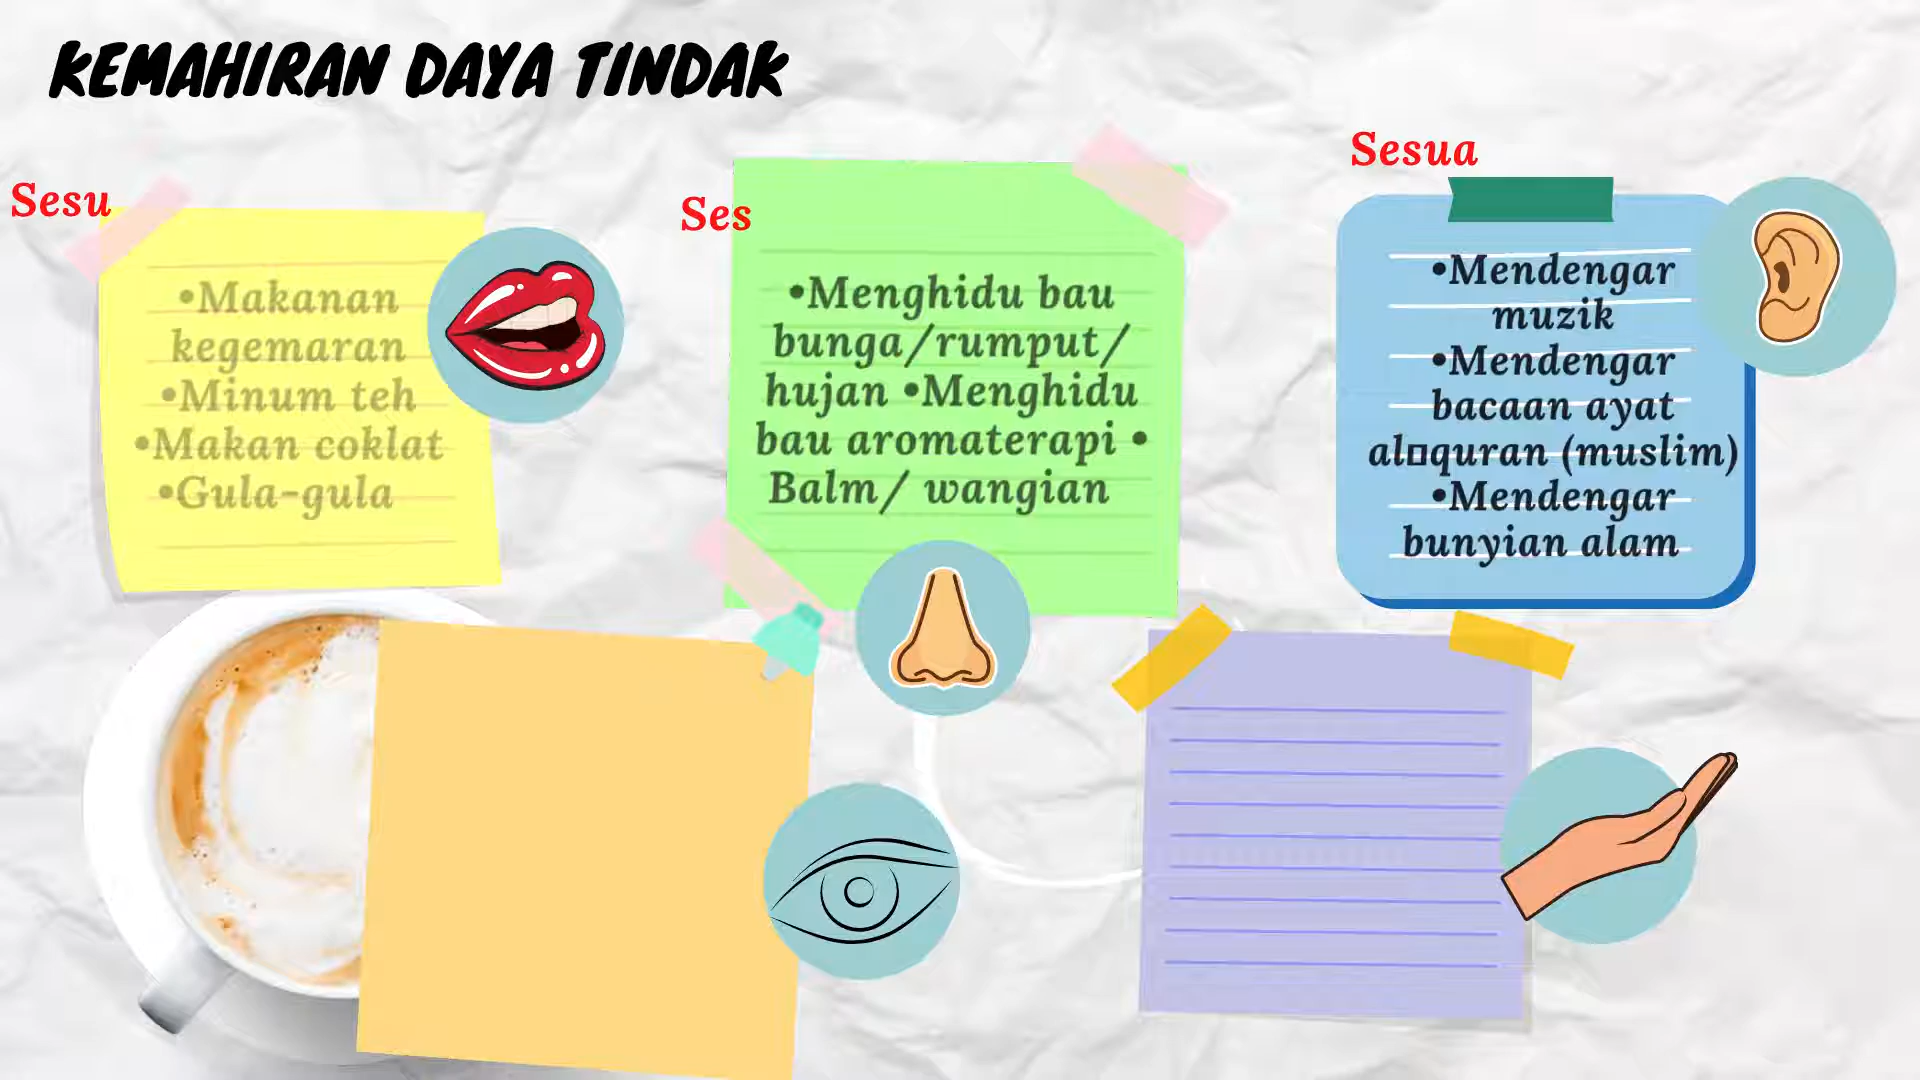 KEMAHIRAN DAYA TINDAK
Sesu
•Makanan
kegemaran
•Minum teh
•Makan coklat
•Gula-gula
Ses
•Menghidu bau
bunga/rumput/
hujan •Menghidu
bau aromaterapi •
Balm/ wangian
Sesua
•Mendengar
muzik
•Mendengar
bacaan ayat
al▯quran (muslim)
•Mendengar
bunyian alam